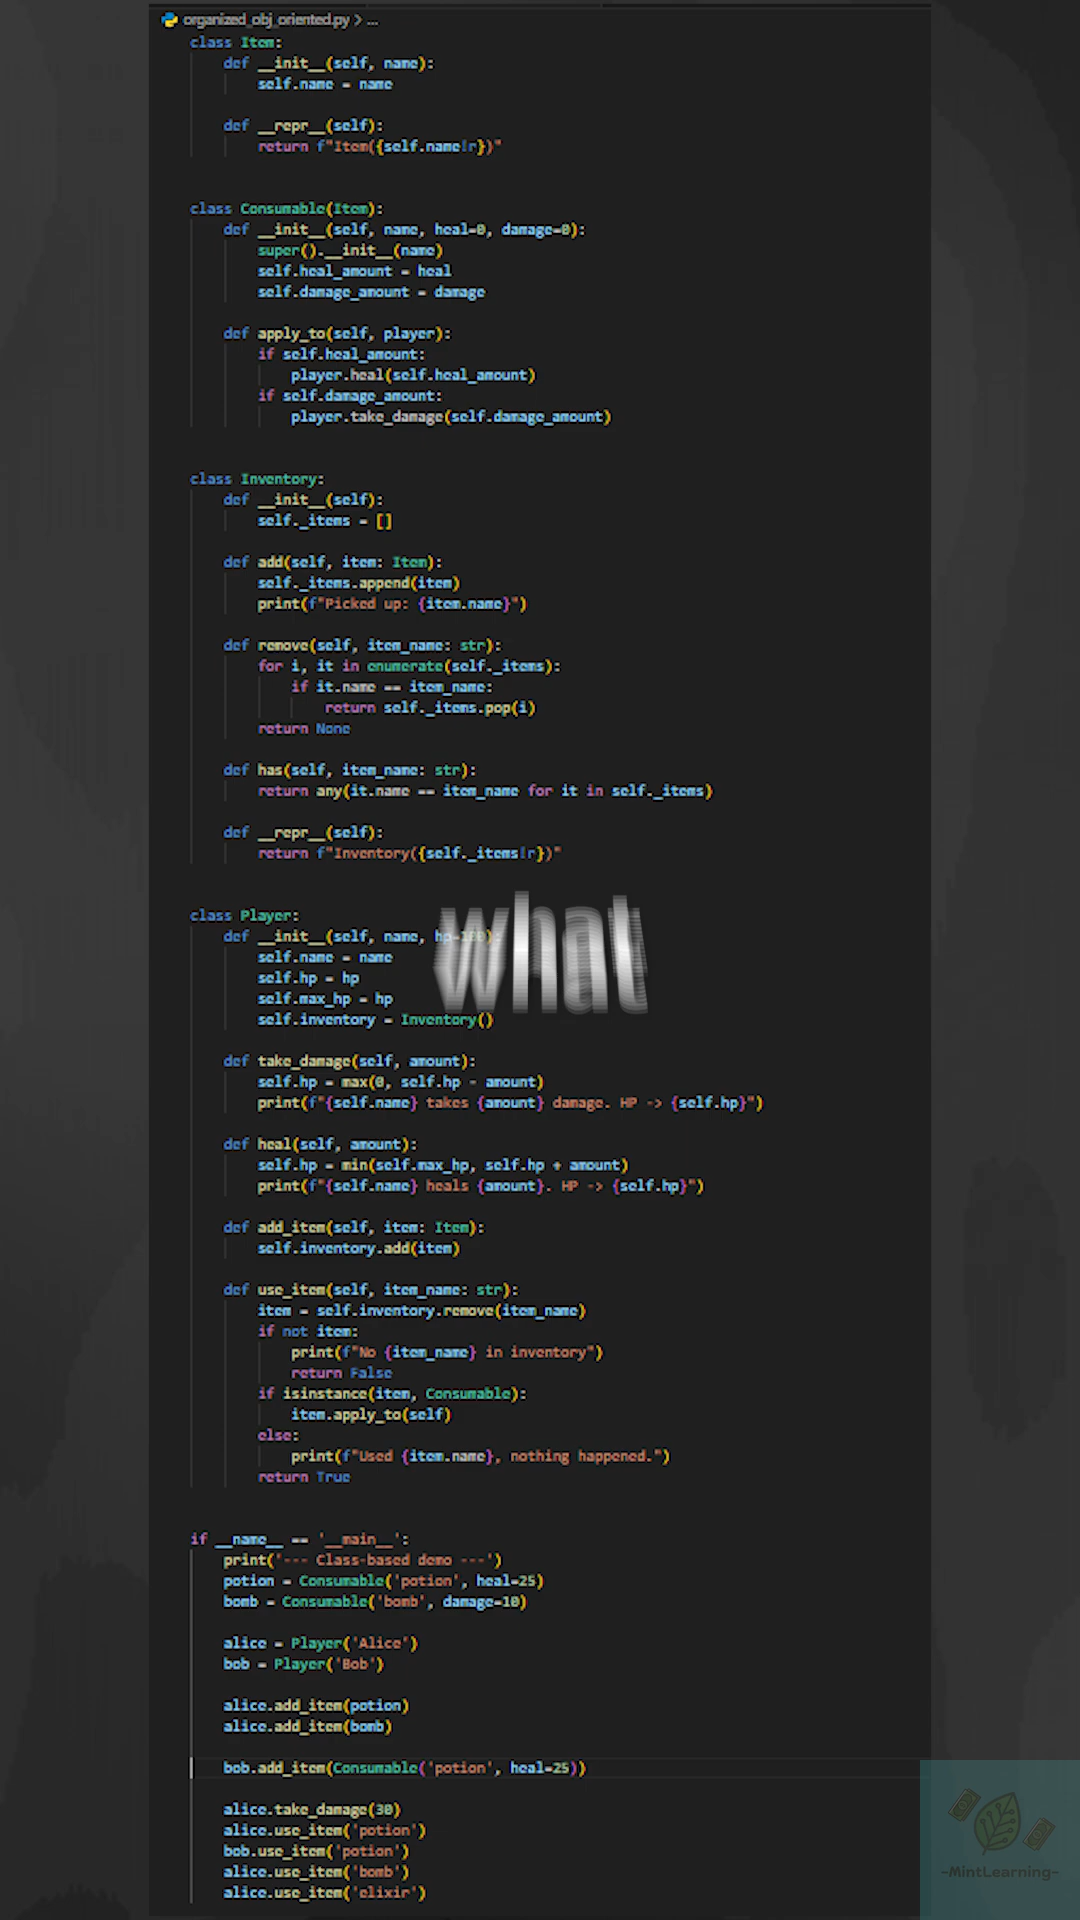 organized_obj_oriented.py > ...
class Item:
    def __init__(self, name):
        self.name = name
    def __repr__(self):
        return f"Item({self.name!r})"
class Consumable(Item):
    def __init__(self, name, heal=0, damage=0):
        super().__init__(name)
        self.heal_amount = heal
        self.damage_amount = damage
    def apply_to(self, player):
        if self.heal_amount:
            player.heal(self.heal_amount)
        if self.damage_amount:
            player.take_damage(self.damage_amount)
class Inventory:
    def __init__(self):
        self._items = []
    def add(self, item: Item):
        self._items.append(item)
        print(f"Picked up: {item.name}")
    def remove(self, item_name: str):
        for i, it in enumerate(self._items):
            if it.name == item_name:
                return self._items.pop(i)
        return None
    def has(self, item_name: str):
        return any(it.name == item_name for it in self._items)
    def __repr__(self):
        return f"Inventory({self._items!r})"
class Player:
    def __init__(self, name, hp=100):
what
        self.name = name
        self.hp = hp
        self.max_hp = hp
        self.inventory = Inventory()
    def take_damage(self, amount):
        self.hp = max(0, self.hp - amount)
        print(f"{self.name} takes {amount} damage. HP -> {self.hp}")
    def heal(self, amount):
        self.hp = min(self.max_hp, self.hp + amount)
        print(f"{self.name} heals {amount}. HP -> {self.hp}")
    def add_item(self, item: Item):
        self.inventory.add(item)
    def use_item(self, item_name: str):
        item = self.inventory.remove(item_name)
        if not item:
            print(f"No {item_name} in inventory")
            return False
        if isinstance(item, Consumable):
            item.apply_to(self)
        else:
            print(f"Used {item.name}, nothing happened.")
        return True
if __name__ == '__main__':
    print('--- Class-based demo ---')
    potion = Consumable('potion', heal=25)
    bomb = Consumable('bomb', damage=10)
    alice = Player('Alice')
    bob = Player('Bob')
    alice.add_item(potion)
    alice.add_item(bomb)
    bob.add_item(Consumable('potion', heal=25))
    alice.take_damage(30)
    alice.use_item('potion')
    bob.use_item('potion')
    alice.use_item('bomb')
    alice.use_item('elixir')
-MintLearning-